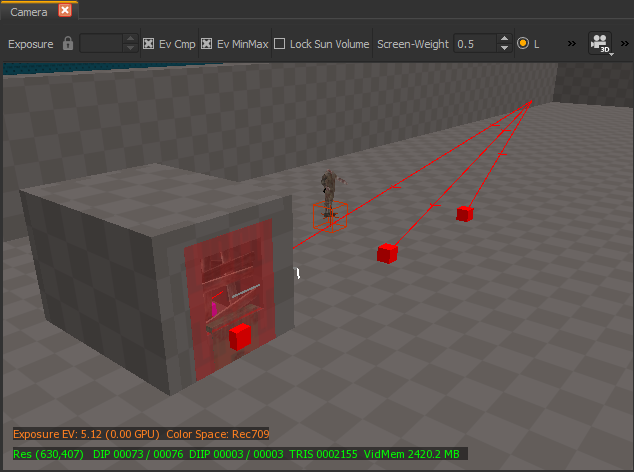 Camera
Exposure Ev Cmp Ev MinMax Lock Sun Volume Screen-Weight 0.5 L » 3D »
Exposure EV: 5.12 (0.00 GPU) Color Space: Rec709
Res (630,407) DIP 00073 / 00076 DIIP 00003 / 00003 TRIS 0002155 VidMem 2420.2 MB